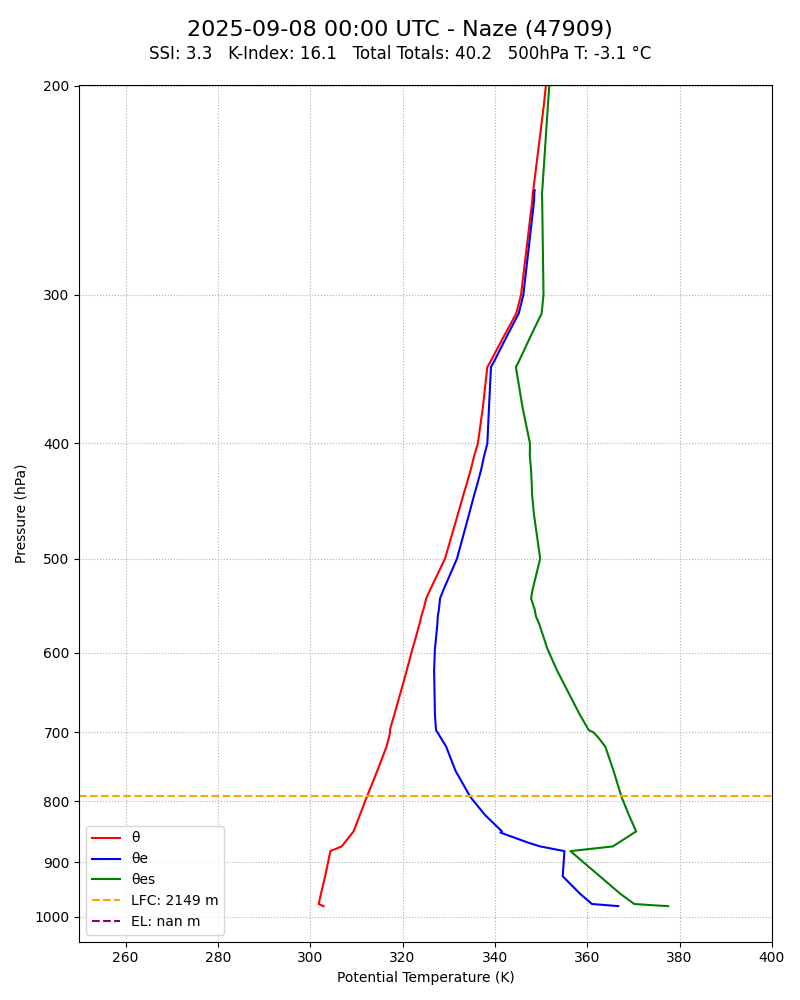 2025-09-08 00:00 UTC - Naze (47909)
SSI: 3.3   K-Index: 16.1   Total Totals: 40.2   500hPa T: -3.1 °C
200
300
400
500
600
700
800
900
1000
Pressure (hPa)
θ
θe
θes
LFC: 2149 m
EL: nan m
260 280 300 320 340 360 380 400
Potential Temperature (K)